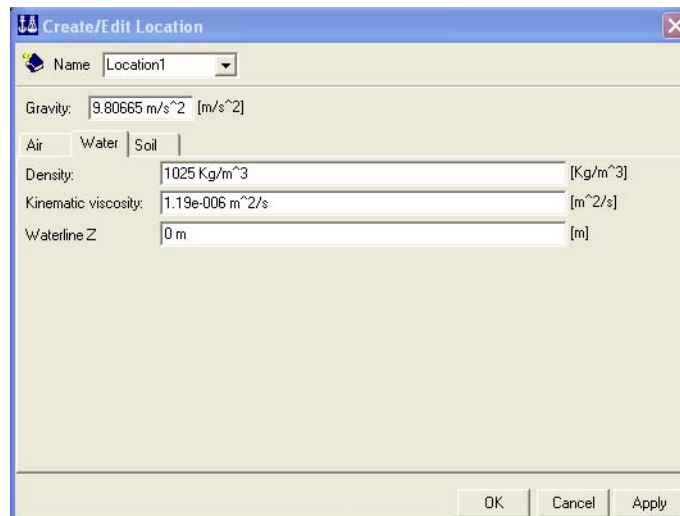 Create/Edit Location
Name Location1
Gravity: 9.80665 m/s^2 [m/s^2]
Air Water Soil
Density: 1025 Kg/m^3 [Kg/m^3]
Kinematic viscosity: 1.19e-006 m^2/s [m^2/s]
Waterline Z 0 m [m]
OK Cancel Apply